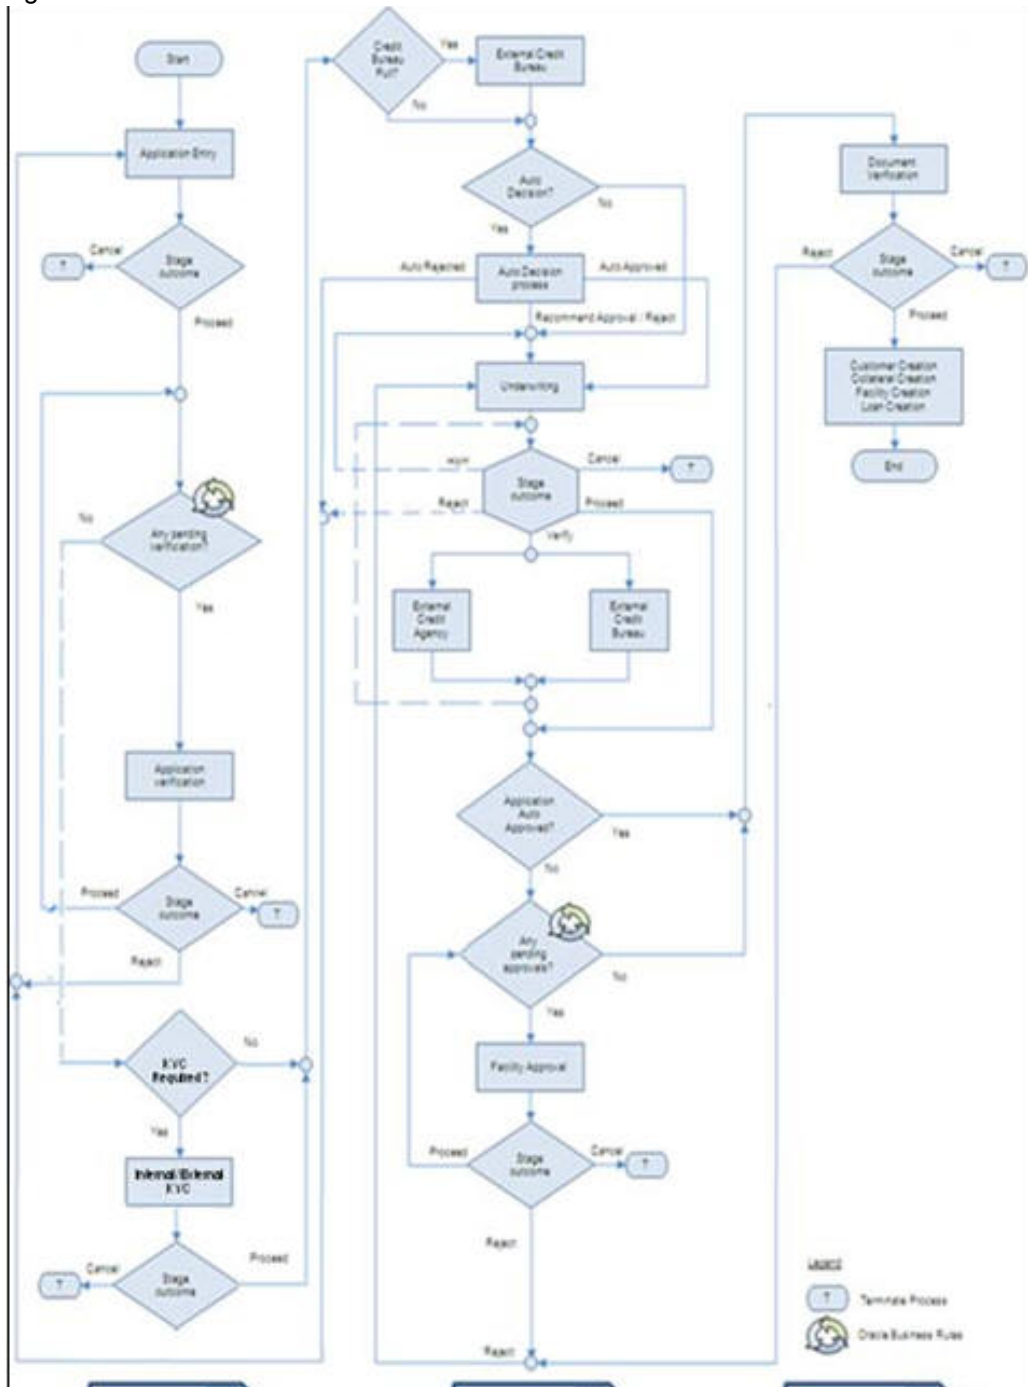 Start
Application Entry
Stage
outcome
Cancel
T
Proceed
Any pending
verification?
No
Yes
Application
verification
Stage
outcome
Proceed
Cancel
T
Reject
KYC
Required?
No
Yes
Internal/External
KYC
Stage
outcome
Cancel
T
Proceed
Credit
Bureau
Pull?
Yes
No
External Credit
Bureau
Auto
Decision?
No
Yes
Auto Decision
process
Auto Rejected
Auto Approved
Recommend Approval / Reject
Underwriting
Stage
outcome
Cancel
T
Reject
Proceed
Verify
External
Credit
Agency
External
Credit
Bureau
Application
Auto
Approved?
Yes
No
Any
pending
approvals?
No
Yes
Facility Approval
Stage
outcome
Proceed
Cancel
T
Reject
Reject
Document
Verification
Stage
outcome
Reject
Cancel
T
Proceed
Customer Creation
Collateral Creation
Facility Creation
Loan Creation
End
Legend
T
Terminate Process
Oracle Business Rules